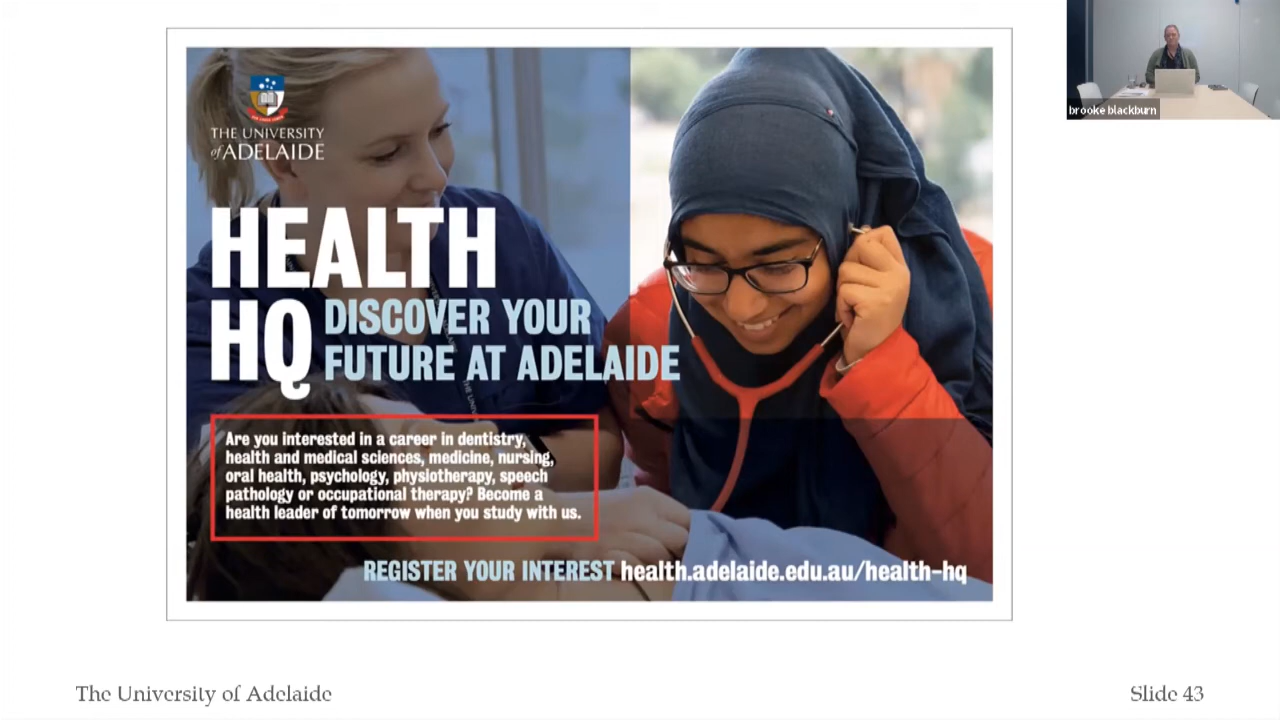 THE UNIVERSITY
of ADELAIDE
HEALTH
HQ
DISCOVER YOUR
FUTURE AT ADELAIDE
Are you interested in a career in dentistry,
health and medical sciences, medicine, nursing,
oral health, psychology, physiotherapy, speech
pathology or occupational therapy? Become a
health leader of tomorrow when you study with us.
REGISTER YOUR INTEREST health.adelaide.edu.au/health-hq
brooke blackburn
The University of Adelaide
Slide 43